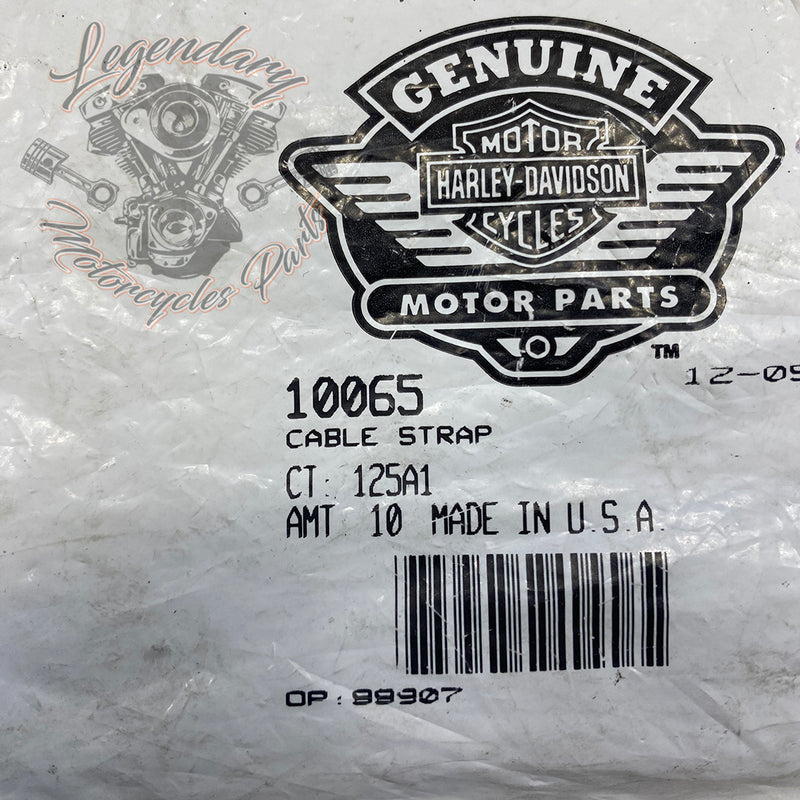 Legendary
Motorcycles Parts
GENUINE
MOTOR
HARLEY-DAVIDSON
CYCLES
MOTOR PARTS
TM
12-09
10065
CABLE STRAP
CT: 125A1
AMT 10 MADE IN U.S.A.
OP:99907